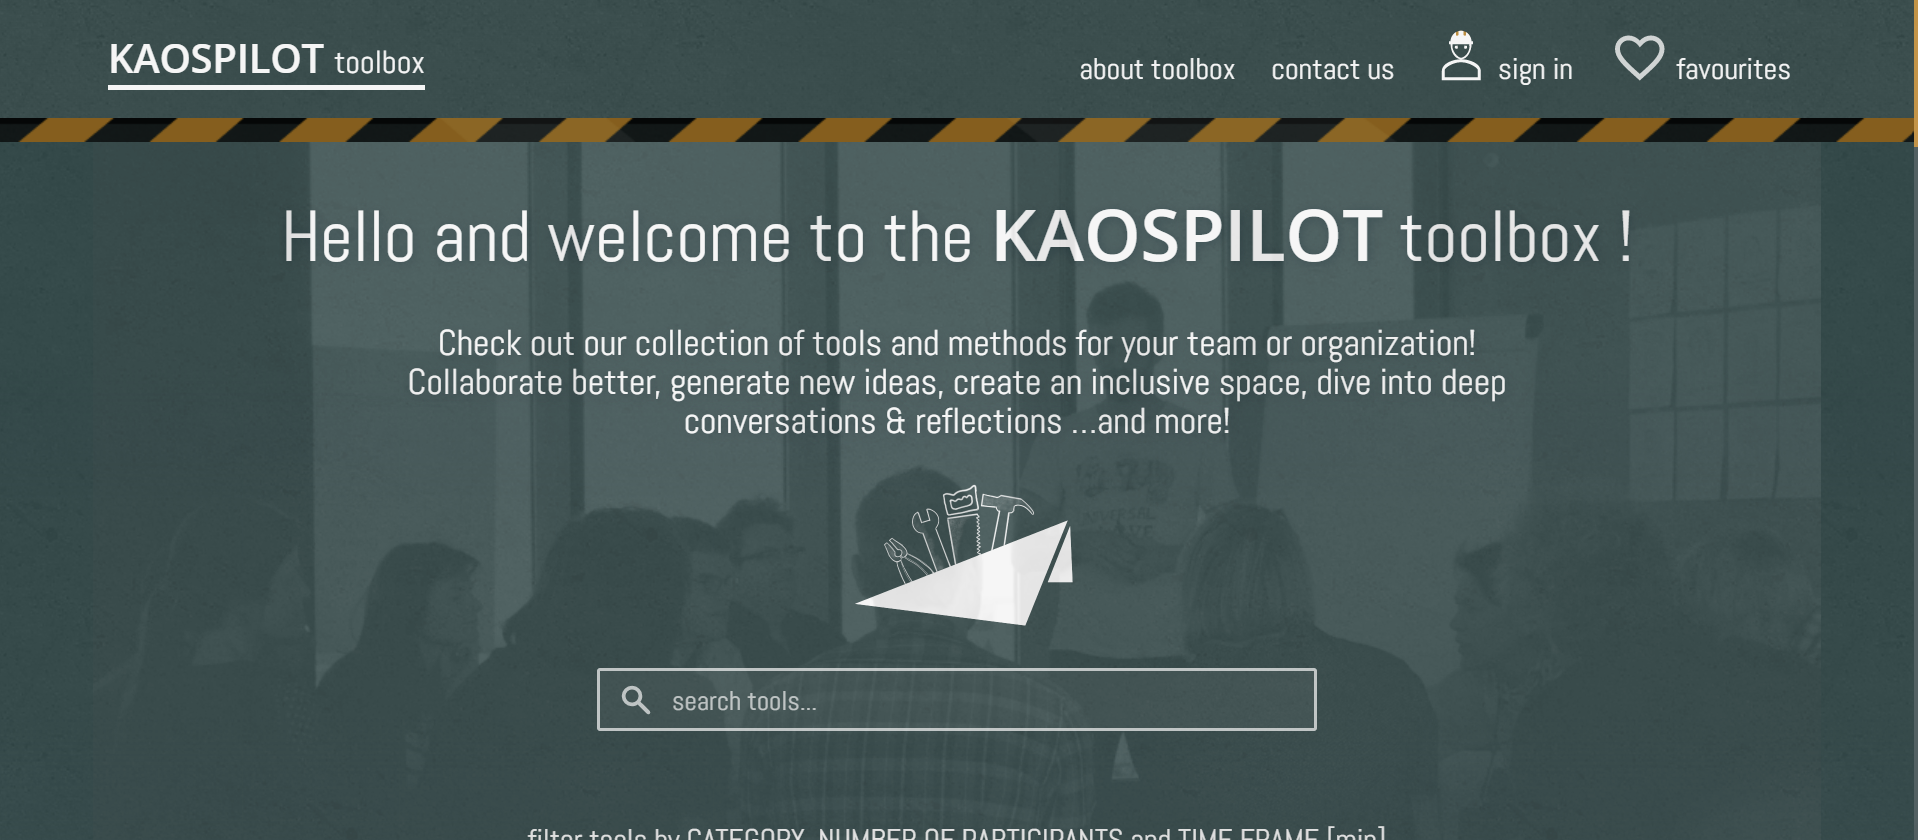 KAOSPILOT toolbox
about toolbox contact us sign in favourites
Hello and welcome to the KAOSPILOT toolbox !
Check out our collection of tools and methods for your team or organization!
Collaborate better, generate new ideas, create an inclusive space, dive into deep
conversations & reflections ...and more!
search tools...
filter tools by CATEGORY, NUMBER OF PARTICIPANTS and TIME FRAME [min]